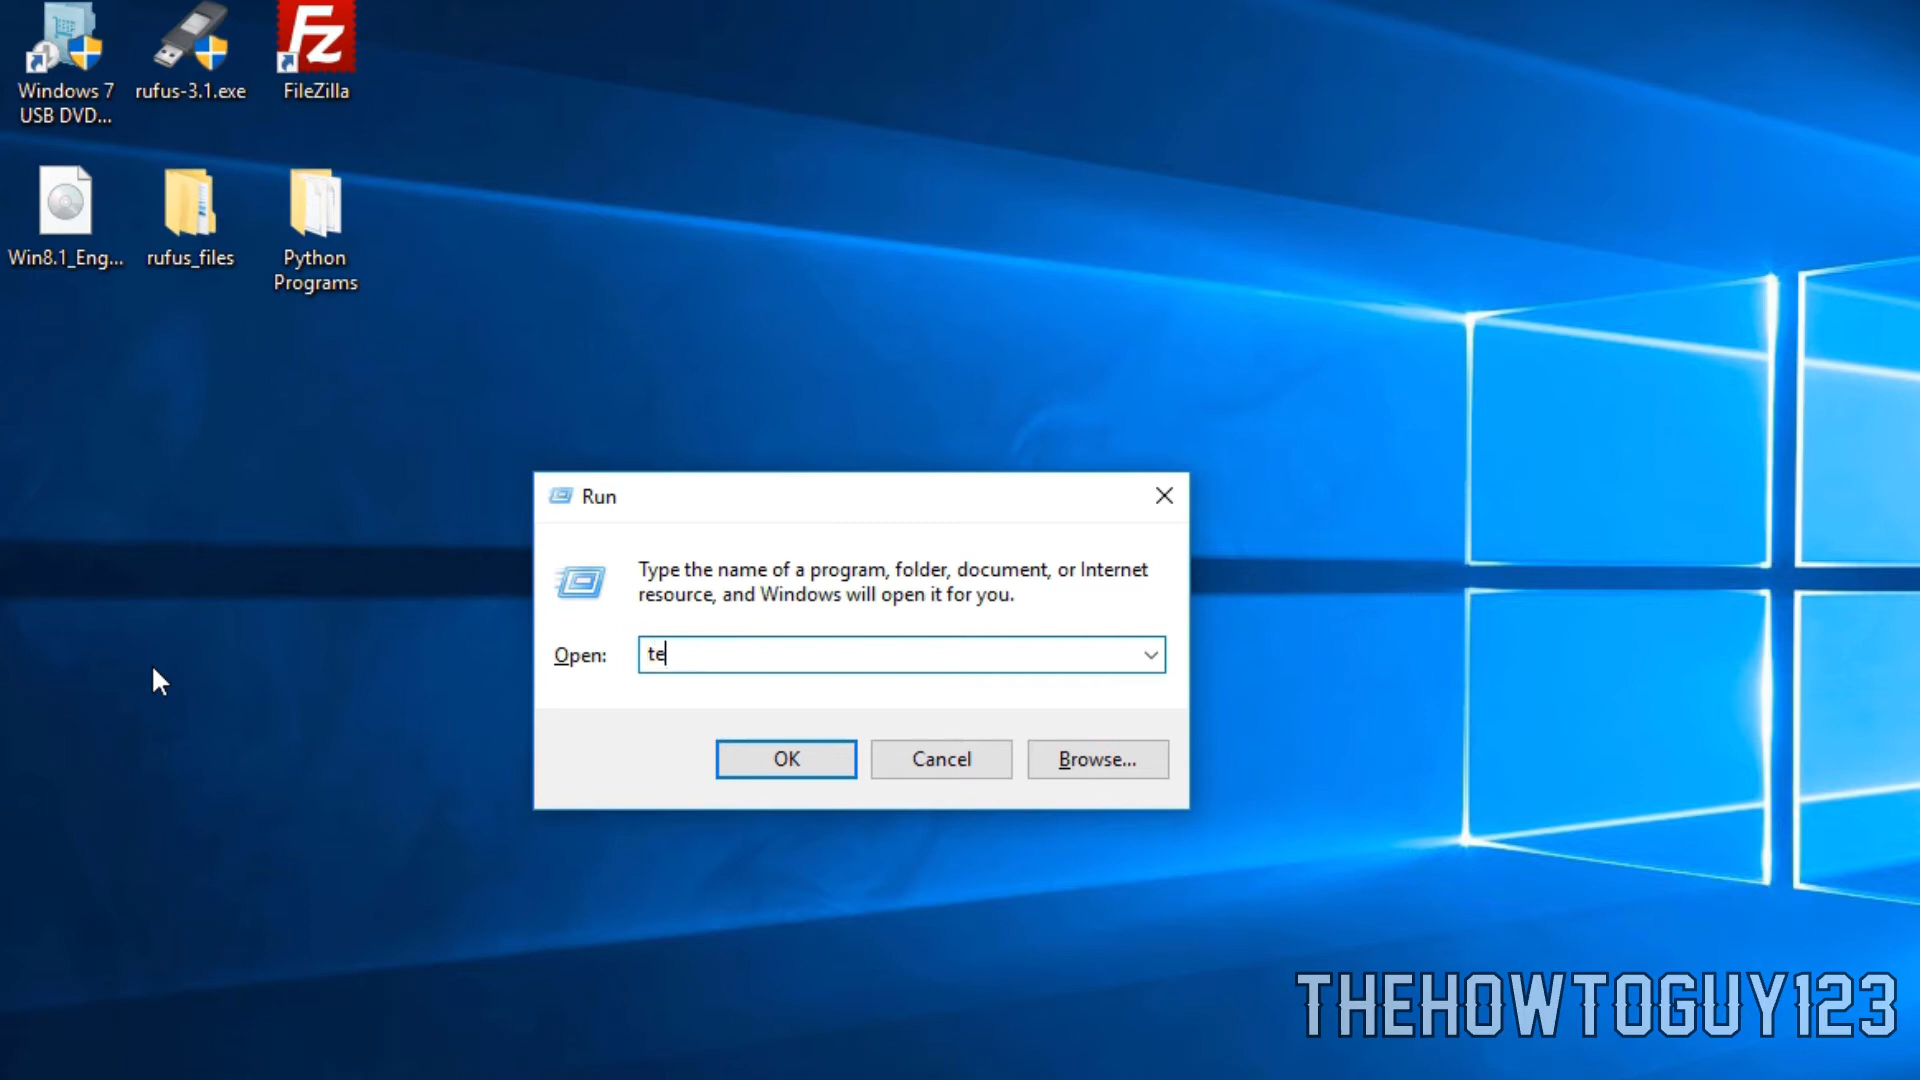 Windows 7
USB DVD...
rufus-3.1.exe
FileZilla
Win8.1_Eng...
rufus_files
Python
Programs
Run
Type the name of a program, folder, document, or Internet
resource, and Windows will open it for you.
Open:
te
OK
Cancel
Browse...
THEHOWTOGUY123